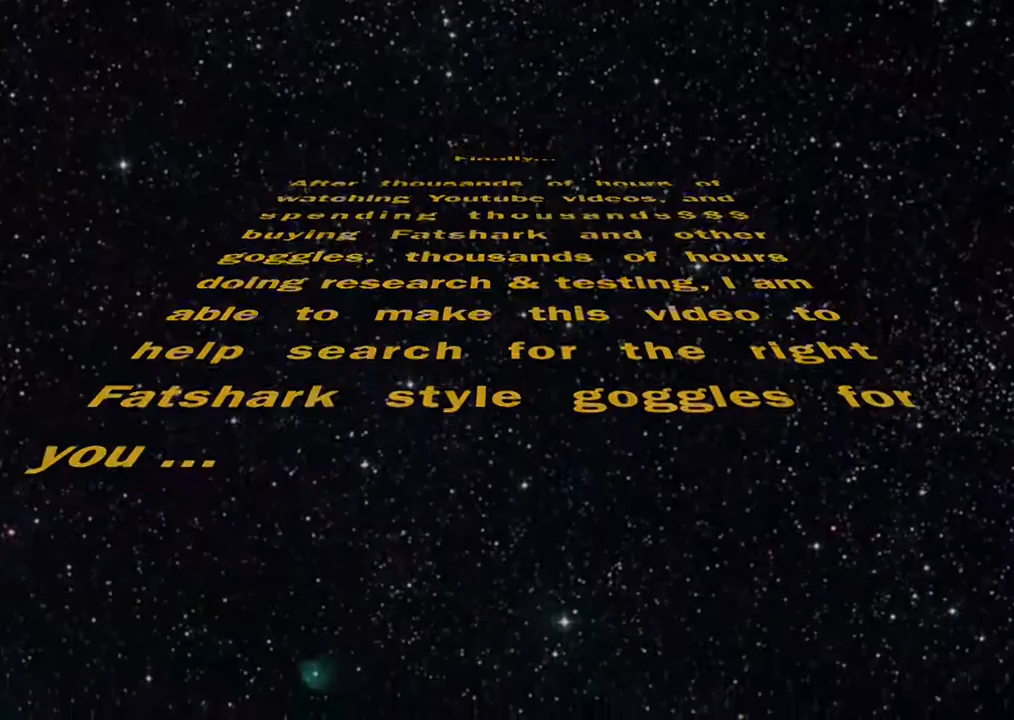 Finally...
After thousands of hours of
watching Youtube videos, and
spending thousands$$$
buying Fatshark and other
goggles, thousands of hours
doing research & testing, I am
able to make this video to
help search for the right
Fatshark style goggles for
you ...